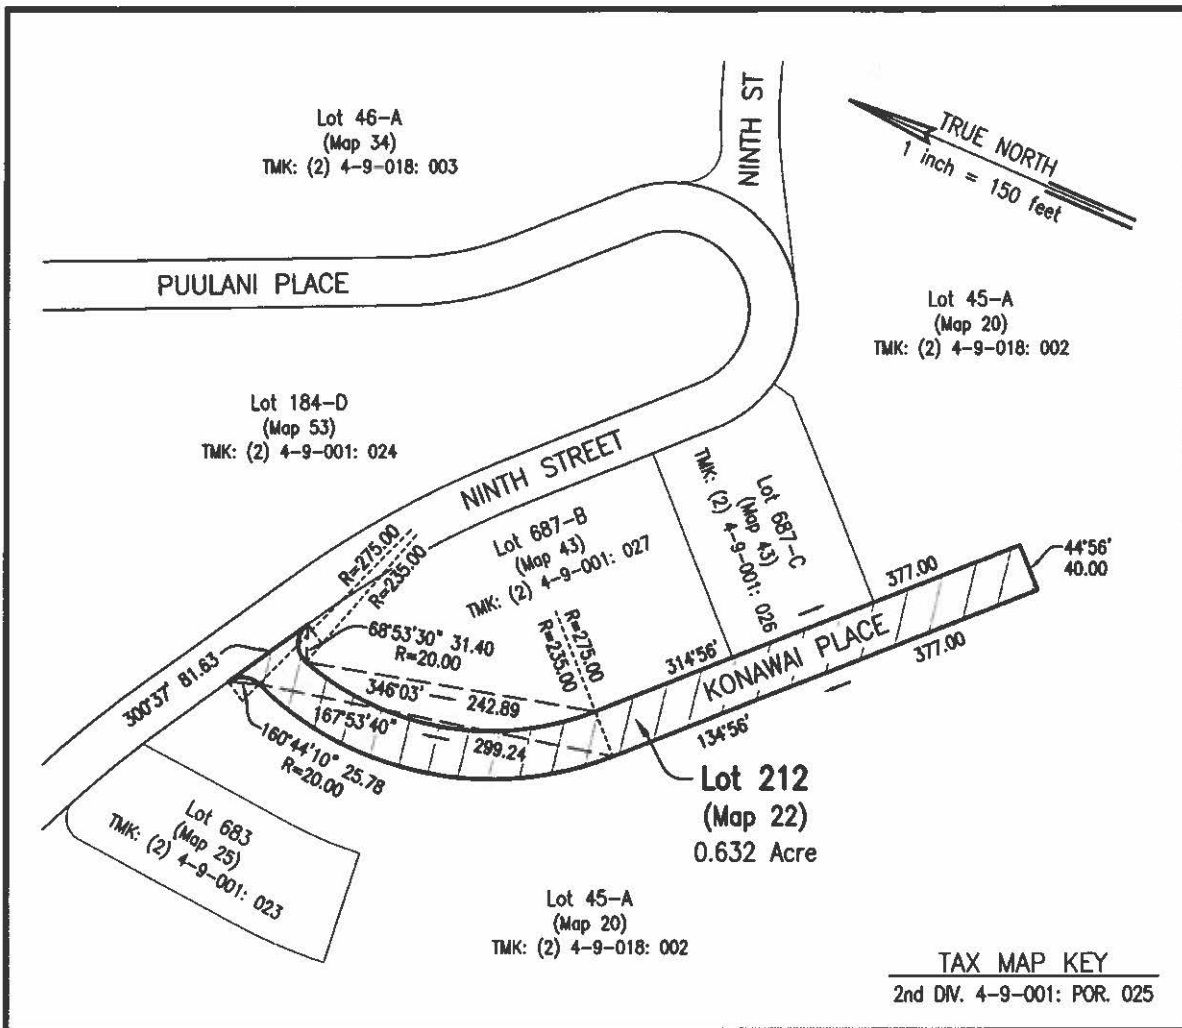 Lot 46-A
(Map 34)
TMK: (2) 4-9-018: 003
NINTH ST
TRUE NORTH
1 inch = 150 feet
PUULANI PLACE
Lot 45-A
(Map 20)
TMK: (2) 4-9-018: 002
Lot 184-D
(Map 53)
TMK: (2) 4-9-001: 024
NINTH STREET
Lot 687-B
(Map 43)
TMK: (2) 4-9-001: 027
Lot 687-C
(Map 43)
TMK: (2) 4-9-001: 026
R=275.00
R=235.00
R=275.00
R=235.00
68°53'30" 31.40
R=20.00
346°03' 242.89
167°53'40" 299.24
300°37' 81.63
160°44'10" 25.78
R=20.00
314°56'
377.00
44°56'
40.00
KONAWAI PLACE
134°56'
377.00
Lot 212
(Map 22)
0.632 Acre
Lot 683
(Map 25)
TMK: (2) 4-9-001: 023
Lot 45-A
(Map 20)
TMK: (2) 4-9-018: 002
TAX MAP KEY
2nd DIV. 4-9-001: POR. 025